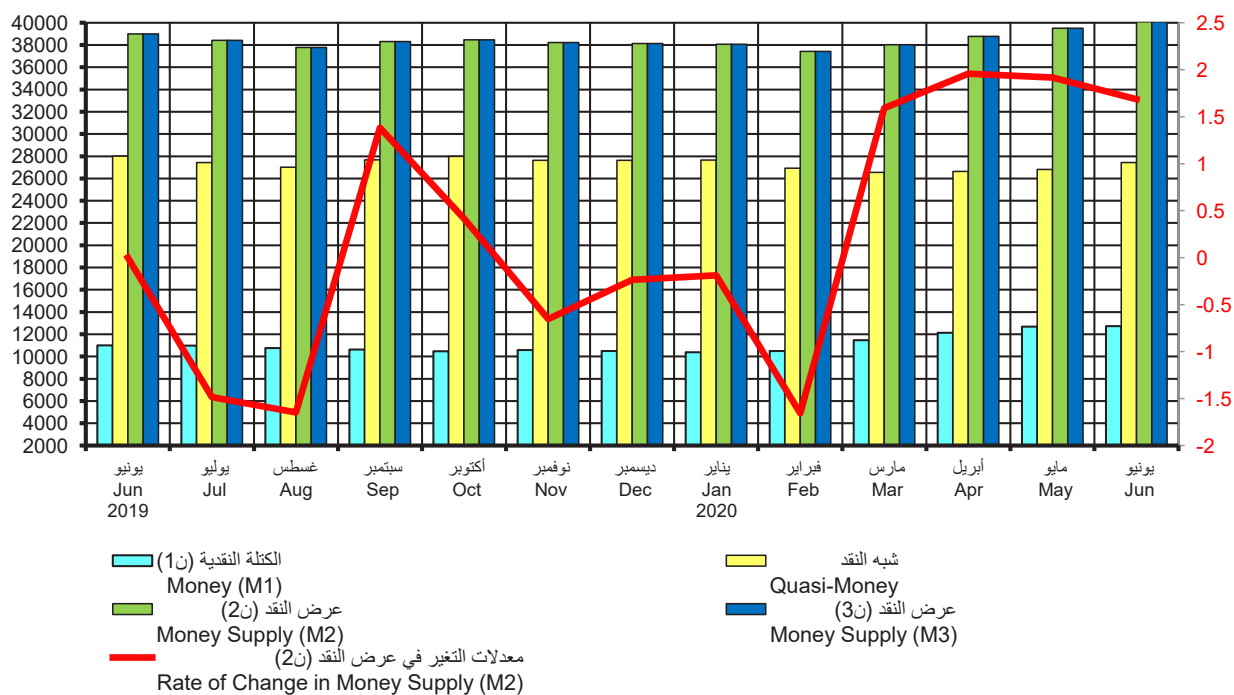 40000
38000
36000
34000
32000
30000
28000
26000
24000
22000
20000
18000
16000
14000
12000
10000
8000
6000
4000
2000
2.5
2
1.5
1
0.5
0
-0.5
-1
-1.5
-2
يونيو
Jun
2019
يوليو
Jul
غسطس
Aug
سبتمبر
Sep
أكتوبر
Oct
نوفمبر
Nov
ديسمبر
Dec
يناير
Jan
2020
فبراير
Feb
مارس
Mar
أبريل
Apr
مايو
May
يونيو
Jun
الكتلة النقدية (ن1)
Money (M1)
شبه النقد
Quasi-Money
عرض النقد (ن2)
Money Supply (M2)
عرض النقد (ن3)
Money Supply (M3)
معدلات التغير في عرض النقد (ن2)
Rate of Change in Money Supply (M2)